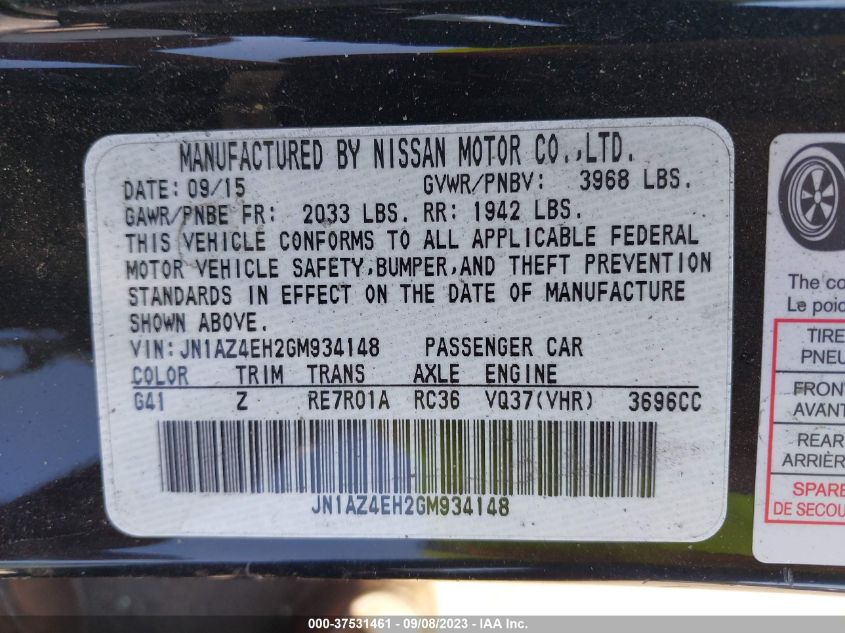 MANUFACTURED BY NISSAN MOTOR CO.,LTD.
DATE: 09/15 GVWR/PNBV: 3968 LBS.
GAWR/PNBE FR: 2033 LBS. RR: 1942 LBS.
THIS VEHICLE CONFORMS TO ALL APPLICABLE FEDERAL
MOTOR VEHICLE SAFETY,BUMPER,AND THEFT PREVENTION
STANDARDS IN EFFECT ON THE DATE OF MANUFACTURE
SHOWN ABOVE.
VIN: JN1AZ4EH2GM934148 PASSENGER CAR
COLOR TRIM TRANS AXLE ENGINE
G41 Z RE7R01A RC36 VQ37(VHR) 3696CC
JN1AZ4EH2GM934148
The co
Le poid
TIRE
PNEU
FRONT
AVANT
REAR
ARRIÈR
SPARE
DE SECOU
000-37531461 - 09/08/2023 - IAA Inc.